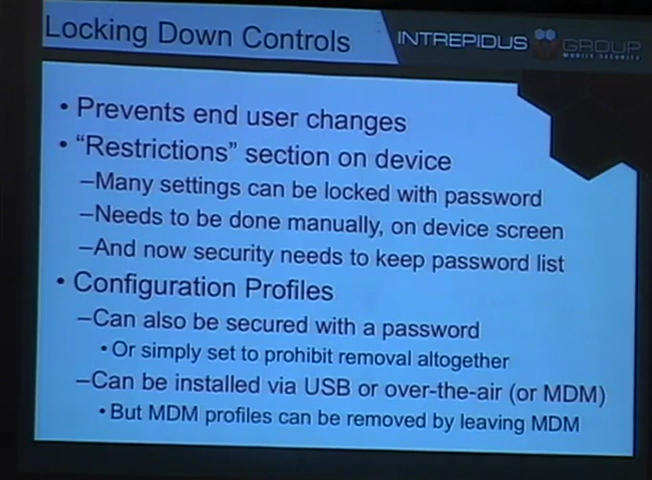 Locking Down Controls
INTREPIDUS GROUP
MOBILE SECURITY
• Prevents end user changes
• “Restrictions” section on device
–Many settings can be locked with password
–Needs to be done manually, on device screen
–And now security needs to keep password list
• Configuration Profiles
–Can also be secured with a password
• Or simply set to prohibit removal altogether
–Can be installed via USB or over-the-air (or MDM)
• But MDM profiles can be removed by leaving MDM